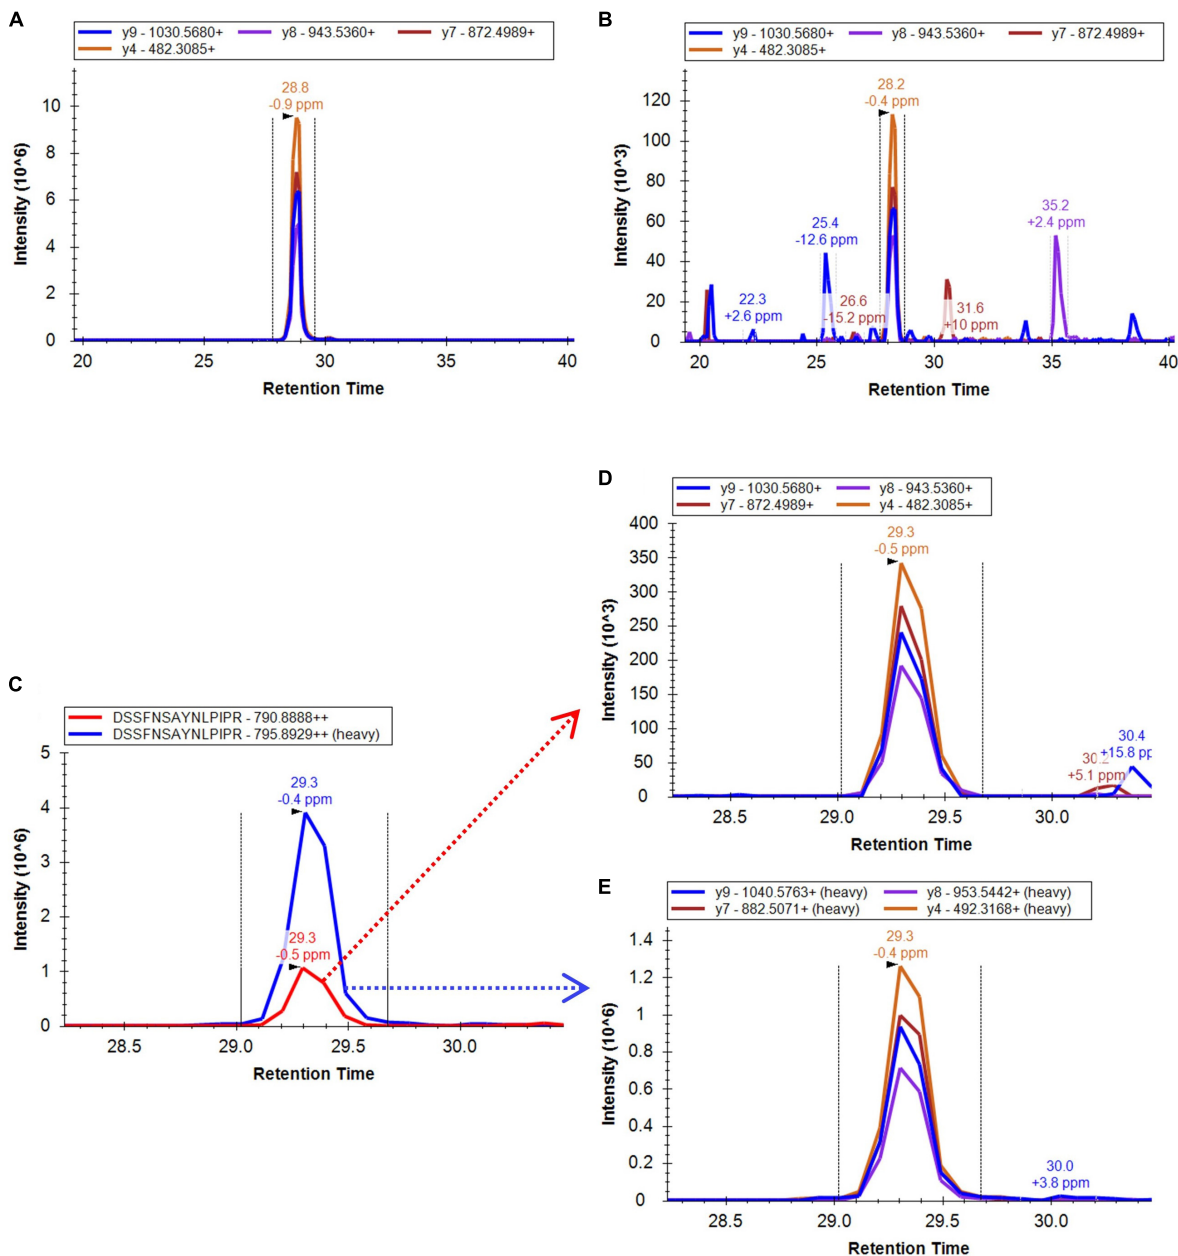 A
y9 - 1030.5680+ y8 - 943.5360+ y7 - 872.4989+
y4 - 482.3085+
28.8
-0.9 ppm
10
8
6
4
2
0
Intensity (10^6)
20 25 30 35 40
Retention Time
B
y9 - 1030.5680+ y8 - 943.5360+ y7 - 872.4989+
y4 - 482.3085+
28.2
-0.4 ppm
35.2
+2.4 ppm
25.4
-12.6 ppm
22.3
+2.6 ppm
26.6
-15.2 ppm
31.6
+10 ppm
120
100
80
60
40
20
0
Intensity (10^3)
20 25 30 35 40
Retention Time
C
DSSFNSAYNLPIPR - 790.8888++
DSSFNSAYNLPIPR - 795.8929++ (heavy)
29.3
-0.4 ppm
29.3
-0.5 ppm
5
4
3
2
1
0
Intensity (10^6)
28.5 29.0 29.5 30.0
Retention Time
D
y9 - 1030.5680+ y8 - 943.5360+
y7 - 872.4989+ y4 - 482.3085+
29.3
-0.5 ppm
30.4
+15.8 pp
30.2
+5.1 ppm
400
350
300
250
200
150
100
50
0
Intensity (10^3)
28.5 29.0 29.5 30.0
Retention Time
E
y9 - 1040.5763+ (heavy) y8 - 953.5442+ (heavy)
y7 - 882.5071+ (heavy) y4 - 492.3168+ (heavy)
29.3
-0.4 ppm
30.0
+3.8 ppm
1.4
1.2
1
0.8
0.6
0.4
0.2
0
Intensity (10^6)
28.5 29.0 29.5 30.0
Retention Time